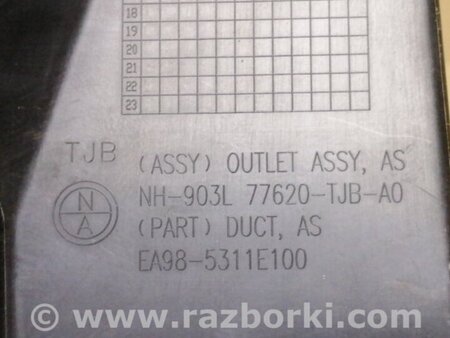 18
19
20
21
22
23
TJB (ASSY) OUTLET ASSY, AS
N NH-903L 77620-TJB-A0
A (PART) DUCT, AS
EA98-5311E100
© www.razborki.com